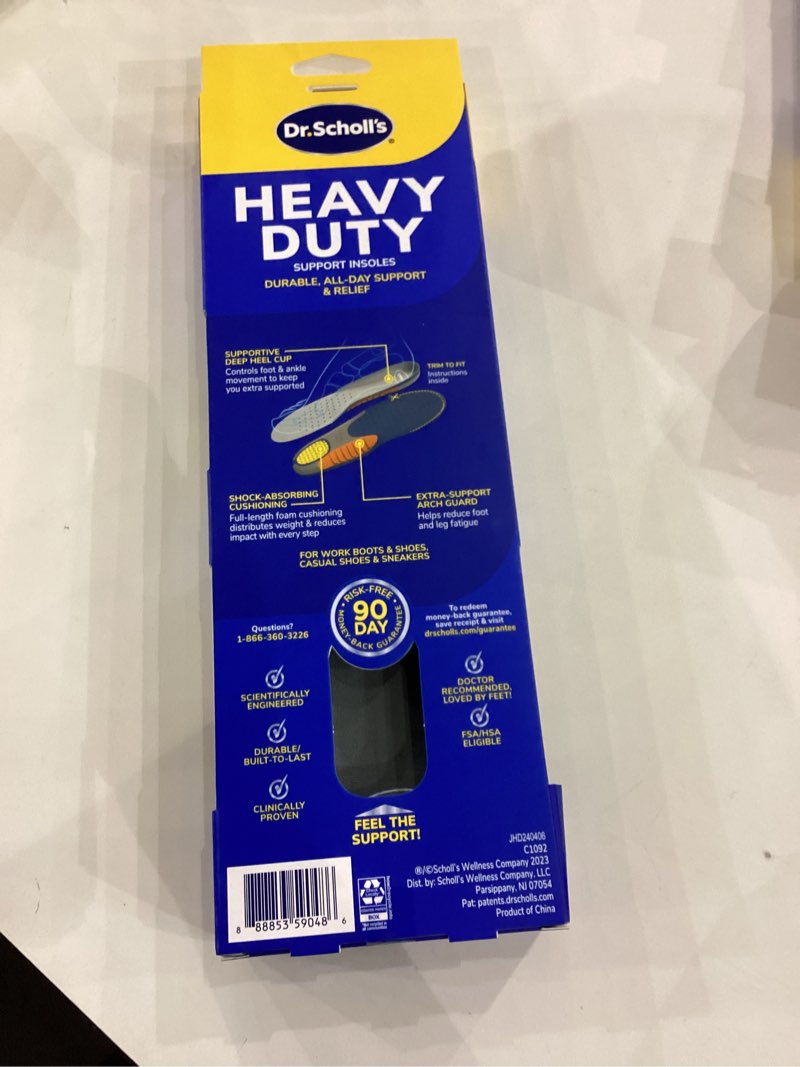 Dr.Scholl's®
HEAVY
DUTY
SUPPORT INSOLES
DURABLE, ALL-DAY SUPPORT
& RELIEF
SUPPORTIVE
DEEP HEEL CUP
Controls foot & ankle
movement to keep
you extra supported
TRIM TO FIT
Instructions
inside
SHOCK-ABSORBING
CUSHIONING
Full-length foam cushioning
distributes weight & reduces
impact with every step
EXTRA-SUPPORT
ARCH GUARD
Helps reduce foot
and leg fatigue
FOR WORK BOOTS & SHOES,
CASUAL SHOES & SNEAKERS
RISK-FREE
90
DAY
MONEY-BACK GUARANTEE
Questions?
1-866-360-3226
To redeem
money-back guarantee,
save receipt & visit
drscholls.com/guarantee
SCIENTIFICALLY
ENGINEERED
DURABLE/
BUILT-TO-LAST
CLINICALLY
PROVEN
DOCTOR
RECOMMENDED,
LOVED BY FEET!
FSA/HSA
ELIGIBLE
FEEL THE
SUPPORT!
JHD240406
C1092
®/©Scholl's Wellness Company 2023
Dist. by: Scholl's Wellness Company, LLC
Parsippany, NJ 07054
Pat: patents.drscholls.com
Product of China
8 88853 59048 6
BOX